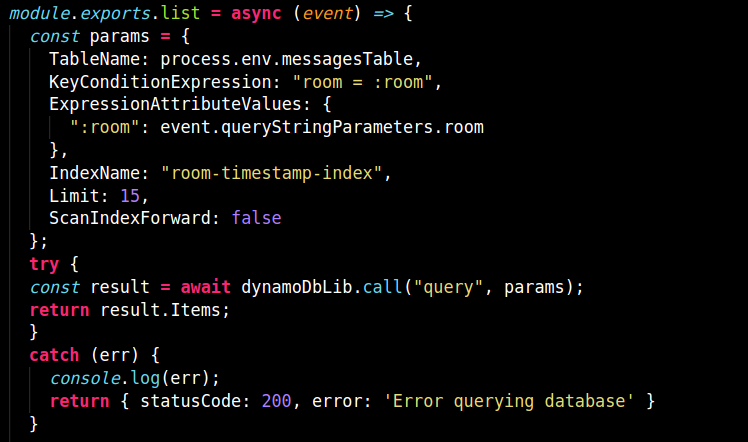 module.exports.list = async (event) => {
const params = {
TableName: process.env.messagesTable,
KeyConditionExpression: "room = :room",
ExpressionAttributeValues: {
":room": event.queryStringParameters.room
},
IndexName: "room-timestamp-index",
Limit: 15,
ScanIndexForward: false
};
try {
const result = await dynamoDbLib.call("query", params);
return result.Items;
}
catch (err) {
console.log(err);
return { statusCode: 200, error: 'Error querying database' }
}